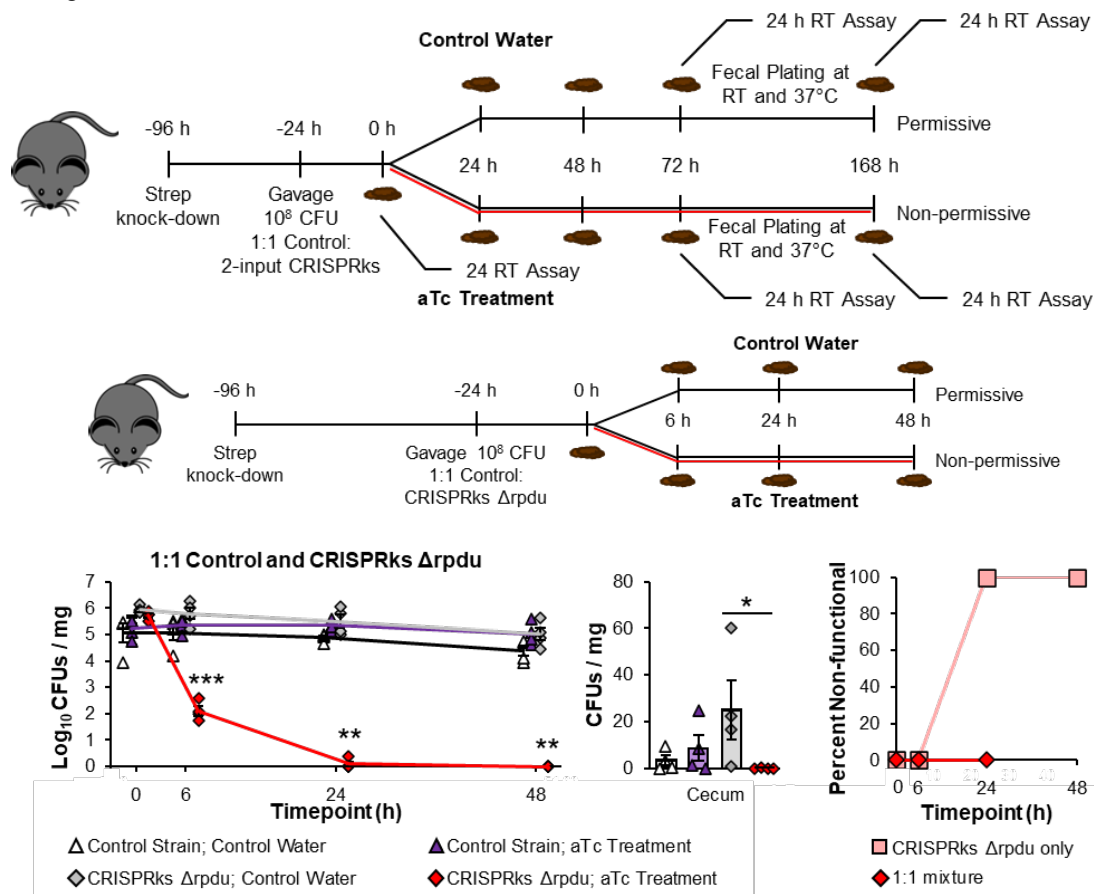 Control Water
24 h RT Assay
24 h RT Assay
Fecal Plating at
RT and 37°C
-96 h
-24 h
0 h
Permissive
24 h
48 h
72 h
168 h
Strep
knock-down
Gavage
10⁸ CFU
1:1 Control:
2-input CRISPRks
Non-permissive
Fecal Plating at
RT and 37°C
24 RT Assay
aTc Treatment
24 h RT Assay
24 h RT Assay
Control Water
-96 h
-24 h
0 h
Permissive
6 h
24 h
48 h
Strep
knock-down
Gavage 10⁸ CFU
1:1 Control:
CRISPRks Δrpdu
Non-permissive
aTc Treatment
1:1 Control and CRISPRks Δrpdu
Log₁₀ CFUs / mg
7
6
5
4
3
2
1
0
***
**
**
0
6
24
48
Timepoint (h)
CFUs / mg
80
60
40
20
0
*
Cecum
Percent Non-functional
100
80
60
40
20
0
0
6
10
20
24
30
40
48
Timepoint (h)
Control Strain; Control Water
Control Strain; aTc Treatment
CRISPRks Δrpdu; Control Water
CRISPRks Δrpdu; aTc Treatment
CRISPRks Δrpdu only
1:1 mixture